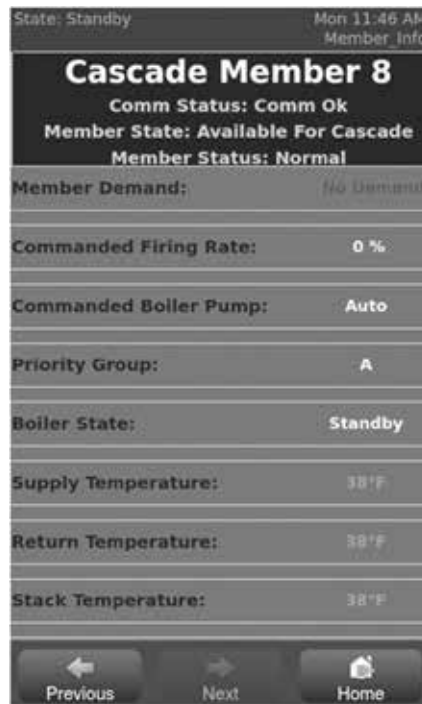 State: Standby Mon 11:46 AM
Member_Info
Cascade Member 8
Comm Status: Comm Ok
Member State: Available For Cascade
Member Status: Normal
Member Demand: No Demand
Commanded Firing Rate: 0 %
Commanded Boiler Pump: Auto
Priority Group: A
Boiler State: Standby
Supply Temperature: 38°F
Return Temperature: 38°F
Stack Temperature: 38°F
Previous Next Home